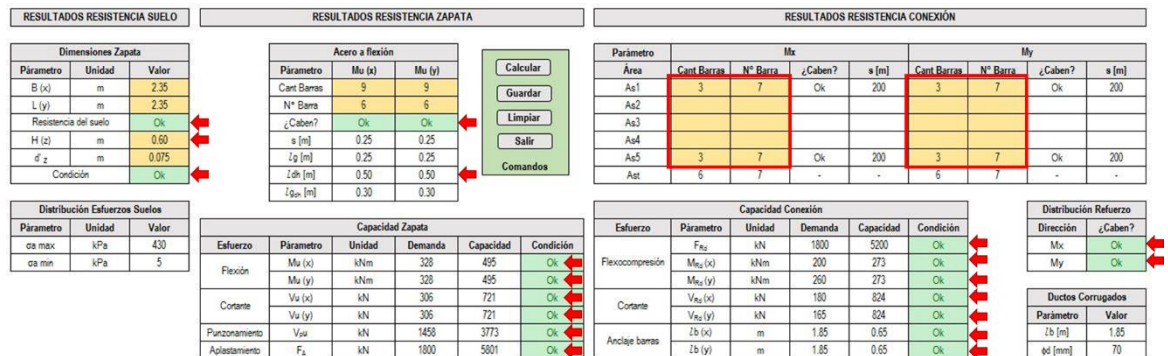 RESULTADOS RESISTENCIA SUELO
RESULTADOS RESISTENCIA ZAPATA
RESULTADOS RESISTENCIA CONEXIÓN
Dimensiones Zapata
Párametro Unidad Valor
B (x) m 2.35
L (y) m 2.35
Resistencia del suelo Ok
H (z) m 0.60
d' z m 0.075
Condición Ok
Distribución Esfuerzos Suelos
Párametro Unidad Valor
σa max kPa 430
σa min kPa 5
Acero a flexión
Párametro Mu (x) Mu (y)
Cant Barras 9 9
N° Barra 6 6
¿Caben? Ok Ok
s [m] 0.25 0.25
lg [m] 0.25 0.25
ldh [m] 0.50 0.50
lgdh [m] 0.30 0.30
Calcular
Guardar
Limpiar
Salir
Comandos
Capacidad Zapata
Esfuerzo Párametro Unidad Demanda Capacidad Condición
Flexión Mu (x) kNm 328 495 Ok
Mu (y) kNm 328 495 Ok
Cortante Vu (x) kN 306 721 Ok
Vu (y) kN 306 721 Ok
Punzonamiento kN 1458 3773 Ok
Aplastamiento kN 1800 5801 Ok
Parámetro Mx My
Área Cant Barras N° Barra ¿Caben? s [m] Cant Barras N° Barra ¿Caben? s [m]
As1 3 7 Ok 200 3 7 Ok 200
As2
As3
As4
As5 3 7 Ok 200 3 7 Ok 200
Ast 6 7 - - 6 7 - -
Capacidad Conexión
Esfuerzo Párametro Unidad Demanda Capacidad Condición
Flexocompresión FRd kN 1800 5200 Ok
MRd (x) kNm 200 273 Ok
MRd (y) kNm 260 273 Ok
Cortante VRd (x) kN 180 824 Ok
VRd (y) kN 165 824 Ok
Anclaje barras lb (x) m 1.85 0.65 Ok
lb (y) m 1.85 0.65 Ok
Distribución Refuerzo
Dirección ¿Caben?
Mx Ok
My Ok
Ductos Corrugados
Parámetro Valor
lb [m] 1.85
ϕd [mm] 70